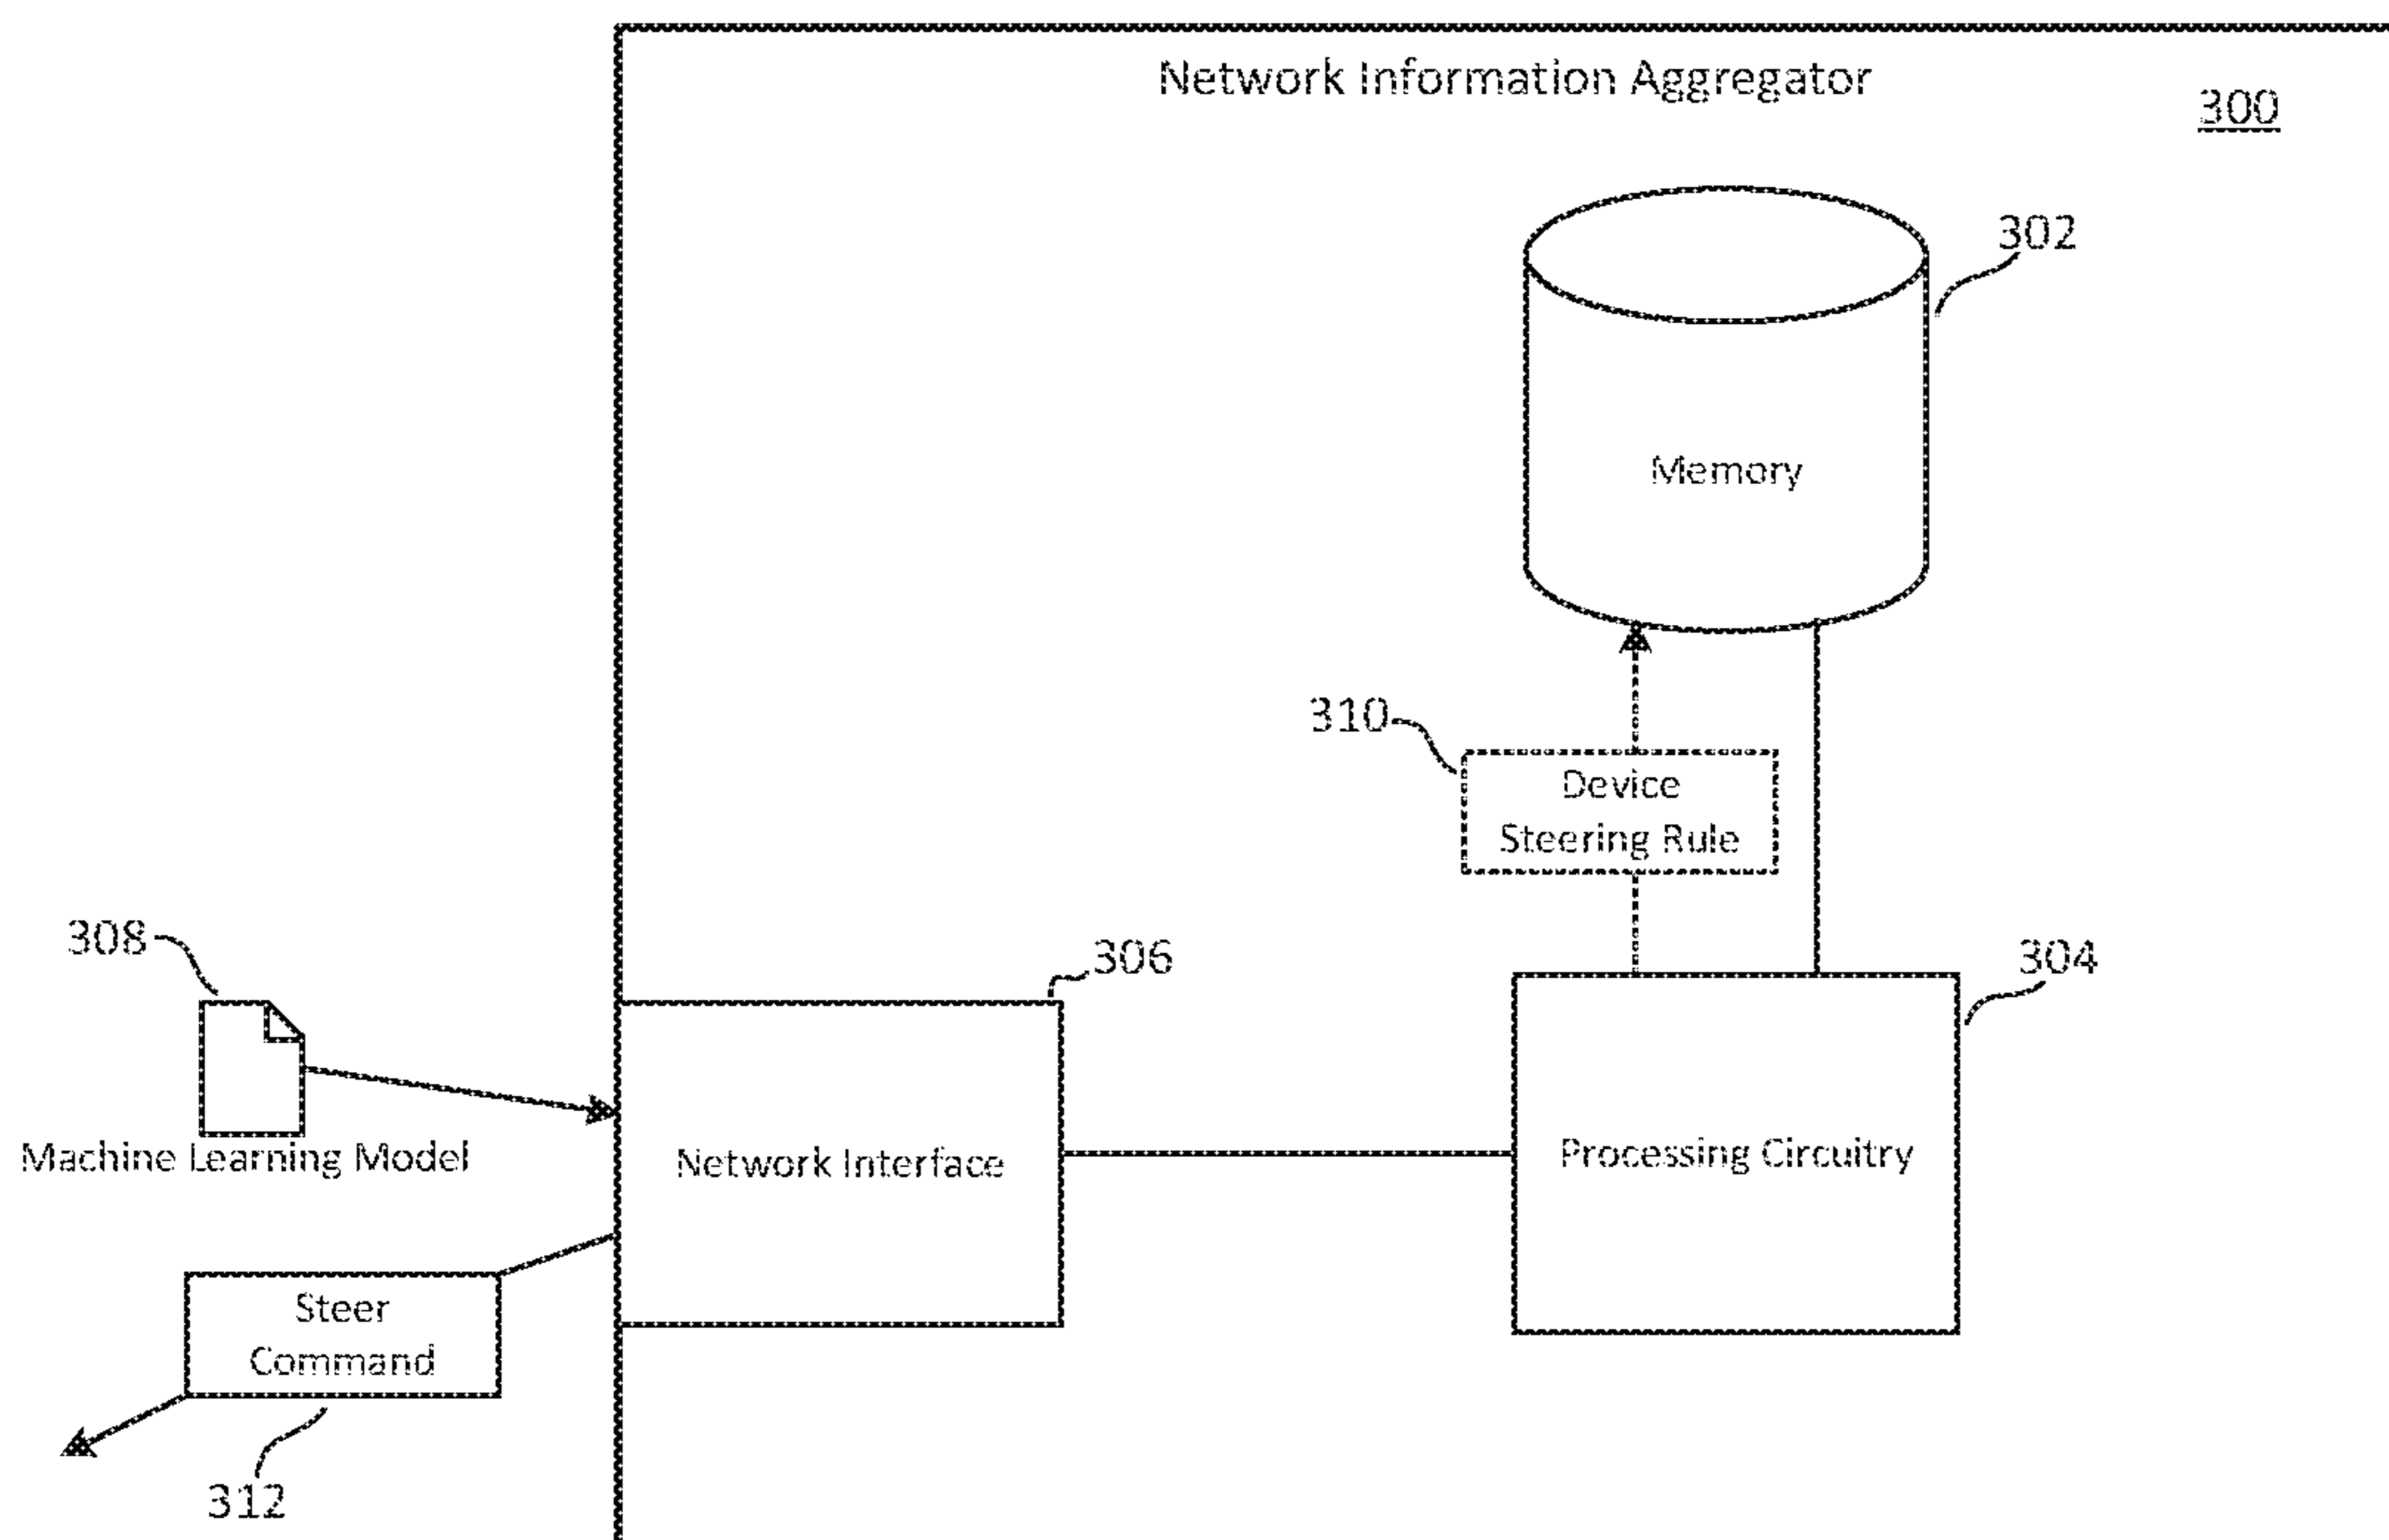 Network Information Aggregator
300
302
Memory
310
Device
Steering Rule
308
306
304
Machine Learning Model
Network Interface
Processing Circuitry
Steer
Command
312